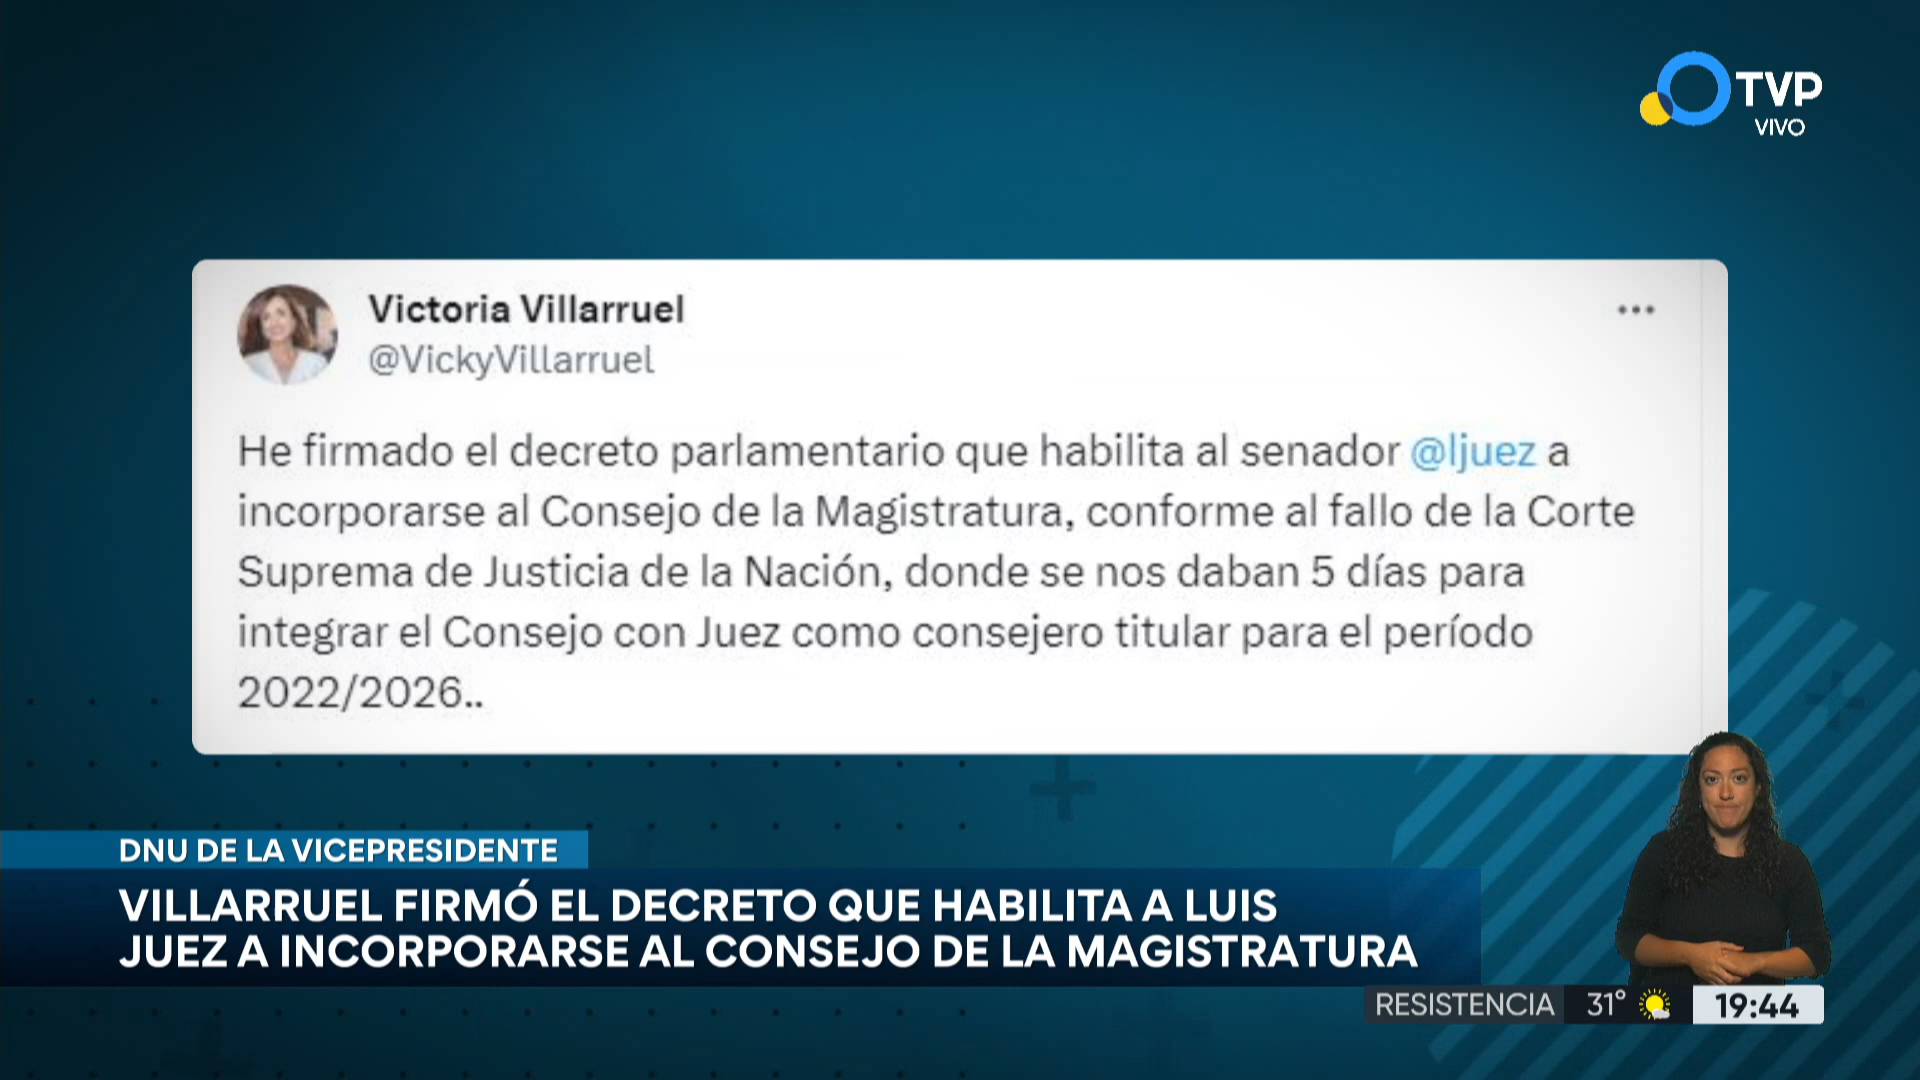 TVP
VIVO
Victoria Villarruel
@VickyVillarruel
He firmado el decreto parlamentario que habilita al senador @ljuez a
incorporarse al Consejo de la Magistratura, conforme al fallo de la Corte
Suprema de Justicia de la Nación, donde se nos daban 5 días para
integrar el Consejo con Juez como consejero titular para el período
2022/2026..
DNU DE LA VICEPRESIDENTE
VILLARRUEL FIRMÓ EL DECRETO QUE HABILITA A LUIS
JUEZ A INCORPORARSE AL CONSEJO DE LA MAGISTRATURA
RESISTENCIA 31° 19:44